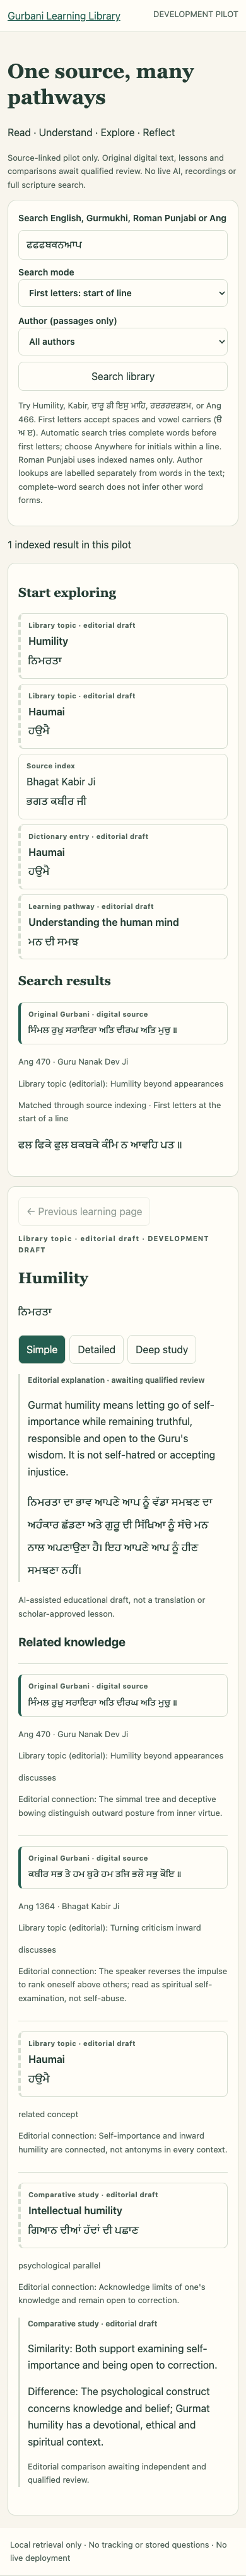 Gurbani Learning Library
DEVELOPMENT PILOT
One source, many
pathways
Read · Understand · Explore · Reflect
Source-linked pilot only. Original digital text, lessons and
comparisons await qualified review. No live AI, recordings or
full scripture search.
Search English, Gurmukhi, Roman Punjabi or Ang
ਫਫਫਬਕਨਆਪ
Search mode
First letters: start of line
Author (passages only)
All authors
Search library
Try Humility, Kabir,
or Ang
466. First letters accept spaces and vowel carriers (ੳ
ਅ ੲ). Automatic search tries complete words before
first letters; choose Anywhere for initials within a line.
Roman Punjabi uses indexed names only. Author
lookups are labelled separately from words in the text;
complete-word search does not infer other word
forms.
1 indexed result in this pilot
Start exploring
Library topic · editorial draft
Humility
ਨਿਮਰਤਾ
Library topic · editorial draft
Haumai
ਹਉਮੈ
Source index
Bhagat Kabir Ji
ਭਗਤ ਕਬੀਰ ਜੀ
Dictionary entry · editorial draft
Haumai
ਹਉਮੈ
Learning pathway · editorial draft
Understanding the human mind
ਮਨ ਦੀ ਸਮਝ
Search results
Original Gurbani · digital source
ਸਿੰਮਲ ਰੁਖੁ ਸਰਾਇਰਾ ਅਤਿ ਦੀਰਘ ਅਤਿ ਮੁਚੁ ॥
Ang 470 · Guru Nanak Dev Ji
Library topic (editorial): Humility beyond appearances
Matched through source indexing · First letters at the
start of a line
ਫਲ ਫਿਕੇ ਫੁਲ ਬਕਬਕੇ ਕੰਮਿ ਨ ਆਵਹਿ ਪਤ ॥
← Previous learning page
Library topic · editorial draft · DEVELOPMENT
DRAFT
Humility
ਨਿਮਰਤਾ
Simple
Detailed
Deep study
Editorial explanation · awaiting qualified review
Gurmat humility means letting go of self-
importance while remaining truthful,
responsible and open to the Guru's
wisdom. It is not self-hatred or accepting
injustice.
ਨਿਮਰਤਾ ਦਾ ਭਾਵ ਆਪਣੇ ਆਪ ਨੂੰ ਵੱਡਾ ਸਮਝਣ ਦਾ
ਅਹੰਕਾਰ ਛੱਡਣਾ ਅਤੇ ਗੁਰੂ ਦੀ ਸਿੱਖਿਆ ਨੂੰ ਸੱਚੇ ਮਨ
ਨਾਲ ਅਪਣਾਉਣਾ ਹੈ। ਇਹ ਆਪਣੇ ਆਪ ਨੂੰ ਹੀਣ
ਸਮਝਣਾ ਨਹੀਂ।
AI-assisted educational draft, not a translation or
scholar-approved lesson.
Related knowledge
Original Gurbani · digital source
ਸਿੰਮਲ ਰੁਖੁ ਸਰਾਇਰਾ ਅਤਿ ਦੀਰਘ ਅਤਿ ਮੁਚੁ ॥
Ang 470 · Guru Nanak Dev Ji
Library topic (editorial): Humility beyond appearances
discusses
Editorial connection: The simmal tree and deceptive
bowing distinguish outward posture from inner virtue.
Original Gurbani · digital source
ਕਬੀਰ ਸਭ ਤੇ ਹਮ ਬੁਰੇ ਹਮ ਤਜਿ ਭਲੋ ਸਭੁ ਕੋਇ ॥
Ang 1364 · Bhagat Kabir Ji
Library topic (editorial): Turning criticism inward
discusses
Editorial connection: The speaker reverses the impulse
to rank oneself above others; read as spiritual self-
examination, not self-abuse.
Library topic · editorial draft
Haumai
ਹਉਮੈ
related concept
Editorial connection: Self-importance and inward
humility are connected, not antonyms in every context.
Comparative study · editorial draft
Intellectual humility
ਗਿਆਨ ਦੀਆਂ ਹੱਦਾਂ ਦੀ ਪਛਾਣ
psychological parallel
Editorial connection: Acknowledge limits of one's
knowledge and remain open to correction.
Comparative study · editorial draft
Similarity: Both support examining self-
importance and being open to correction.
Difference: The psychological construct
concerns knowledge and belief; Gurmat
humility has a devotional, ethical and
spiritual context.
Editorial comparison awaiting independent and
qualified review.
Local retrieval only · No tracking or stored questions · No
live deployment